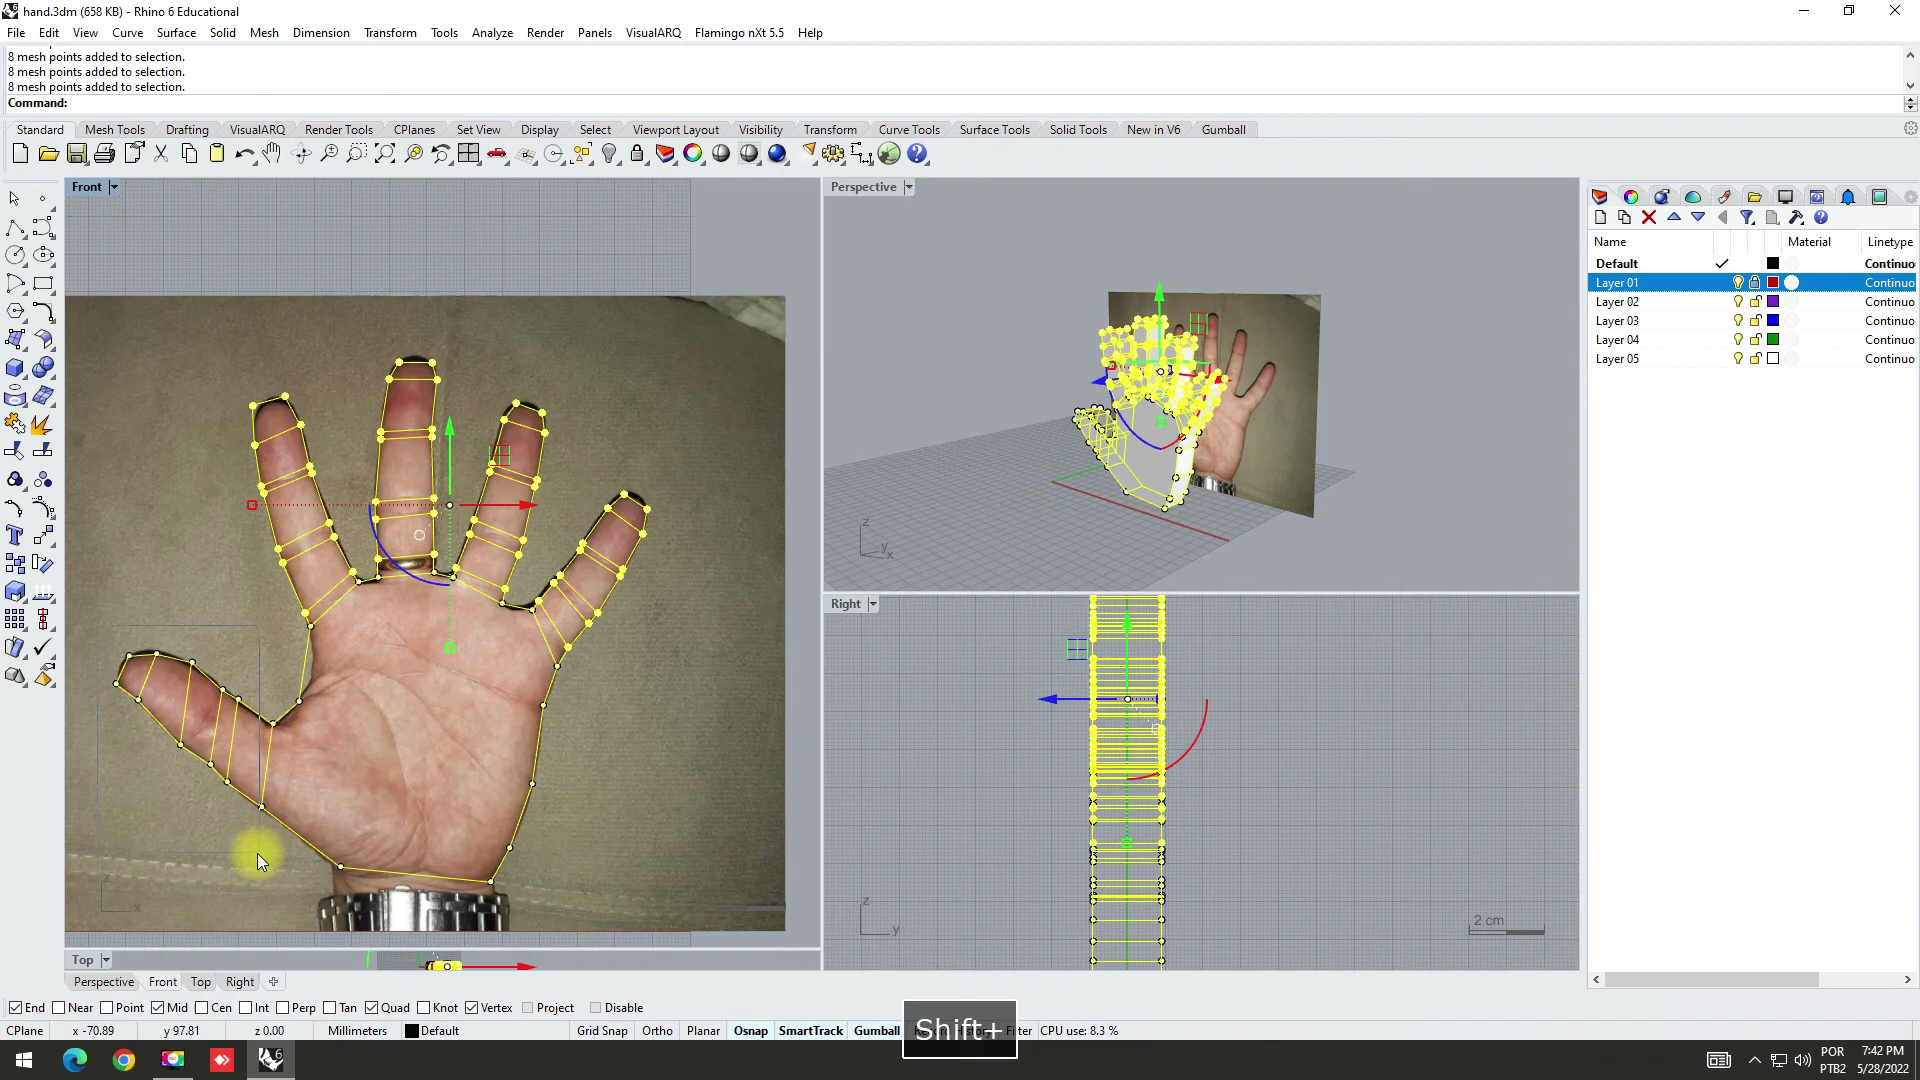 hand.3dm (658 KB) - Rhino 6 Educational
File Edit View Curve Surface Solid Mesh Dimension Transform Tools Analyze Render Panels VisualARQ Flamingo nXt 5.5 Help
8 mesh points added to selection.
8 mesh points added to selection.
8 mesh points added to selection.
Command:
Standard Mesh Tools Drafting VisualARQ Render Tools CPlanes Set View Display Select Viewport Layout Visibility Transform Curve Tools Surface Tools Solid Tools New in V6 Gumball
Front
Perspective
Name Material Linetype
Default Continuo
Layer 01 Continuo
Layer 02 Continuo
Layer 03 Continuo
Layer 04 Continuo
Layer 05 Continuo
z
y
x
Right
z
x
z
y
2 cm
Top
Perspective Front Top Right
End Near Point Mid Cen Int Perp Tan Quad Knot Vertex Project Disable
CPlane x -70.89 y 97.81 z 0.00 Millimeters Default Grid Snap Ortho Planar Osnap SmartTrack Gumball CPU use: 8.3 %
Shift+
POR
PTB2
7:42 PM
5/28/2022